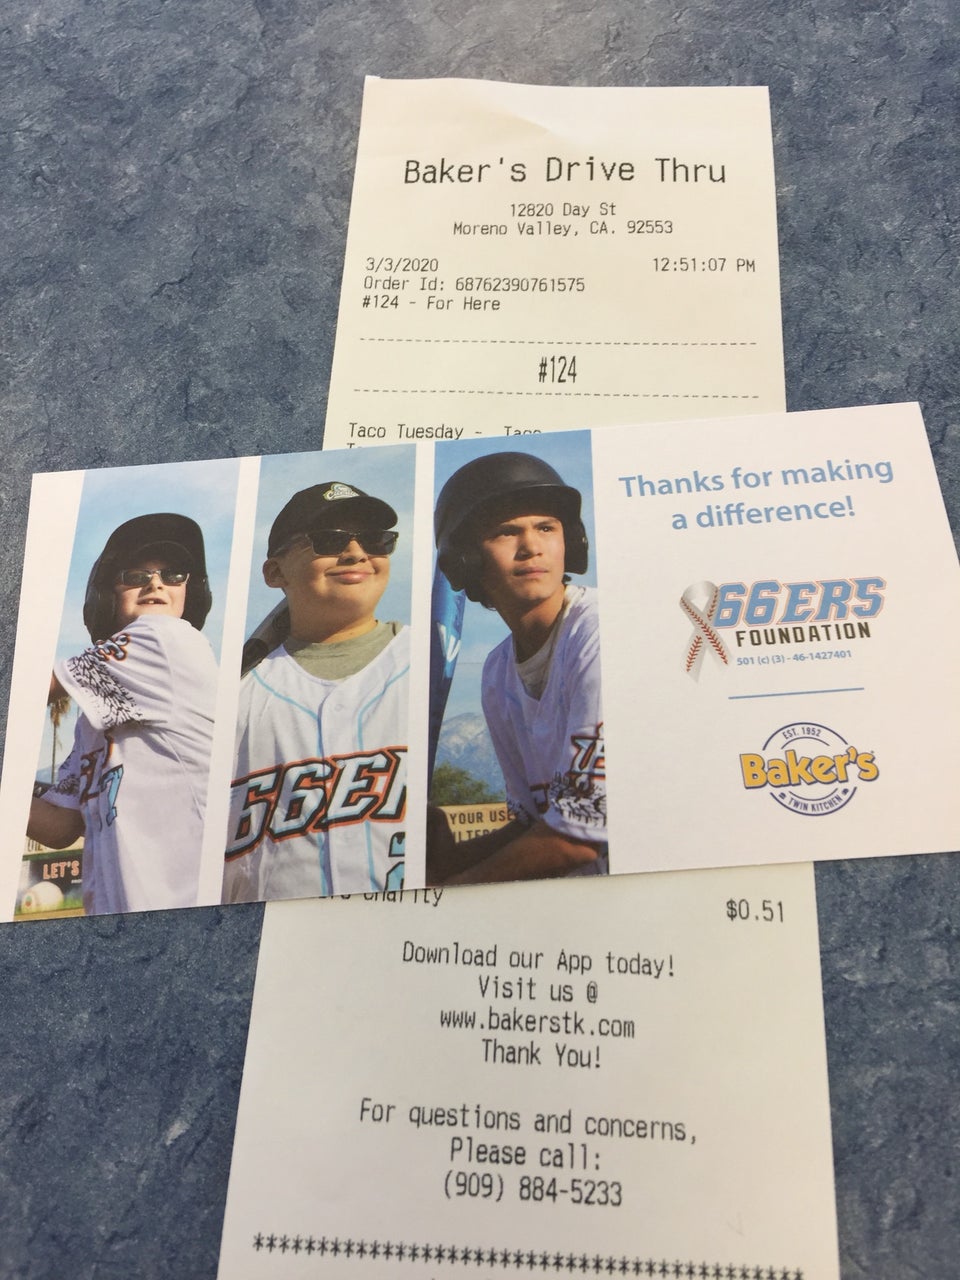 Baker's Drive Thru
12820 Day St
Moreno Valley, CA. 92553
3/3/2020 12:51:07 PM
Order Id: 68762390761575
#124 - For Here
#124
Taco Tuesday - Taco
Thanks for making
a difference!
66ERS
FOUNDATION
501 (c) (3) - 46-1427401
EST. 1952
Baker's
TWIN KITCHEN
66ER
YOUR USE
LET'S
Charity $0.51
Download our App today!
Visit us @
www.bakerstk.com
Thank You!
For questions and concerns,
Please call:
(909) 884-5233
****************************************